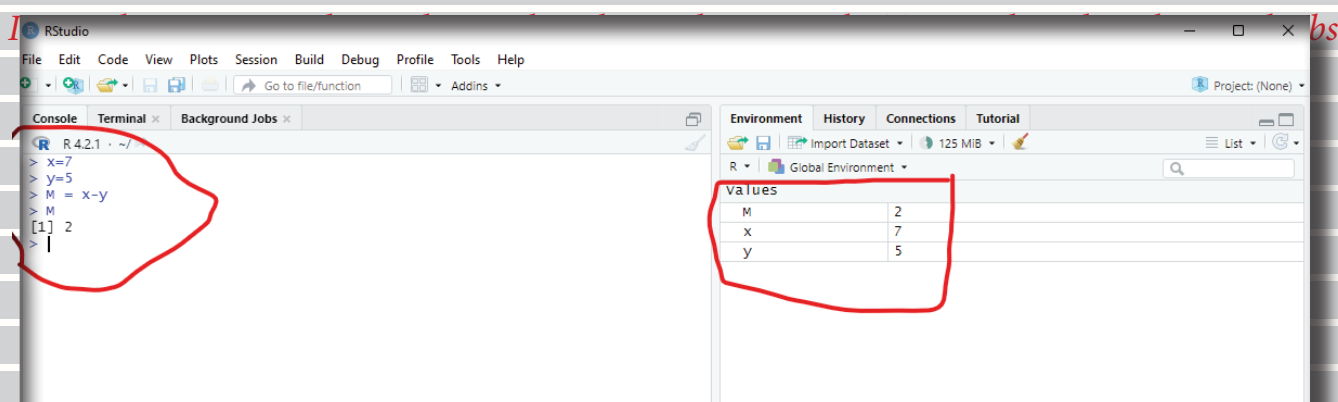 RStudio
File Edit Code View Plots Session Build Debug Profile Tools Help
Go to file/function Addins Project: (None)
Console Terminal Background Jobs
R 4.2.1 · ~/
> x=7
> y=5
> M = x-y
> M
[1] 2
>
Environment History Connections Tutorial
Import Dataset 125 MiB List
R Global Environment
values
M 2
x 7
y 5